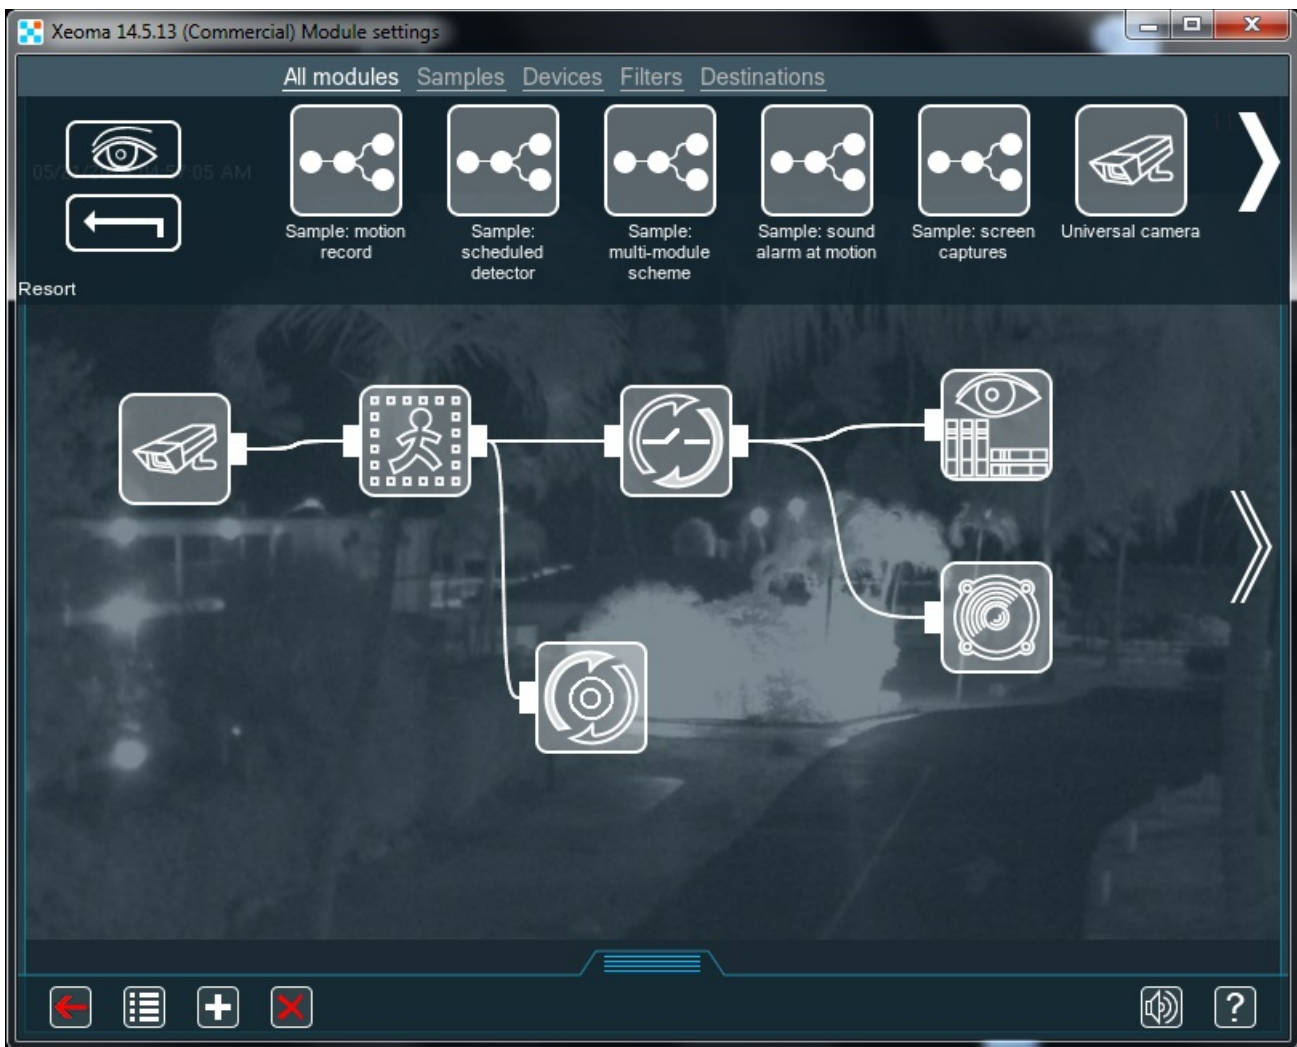 Xeoma 14.5.13 (Commercial) Module settings
All modules Samples Devices Filters Destinations
Sample: motion
record
Sample:
scheduled
detector
Sample:
multi-module
scheme
Sample: sound
alarm at motion
Sample: screen
captures
Universal camera
Resort
?